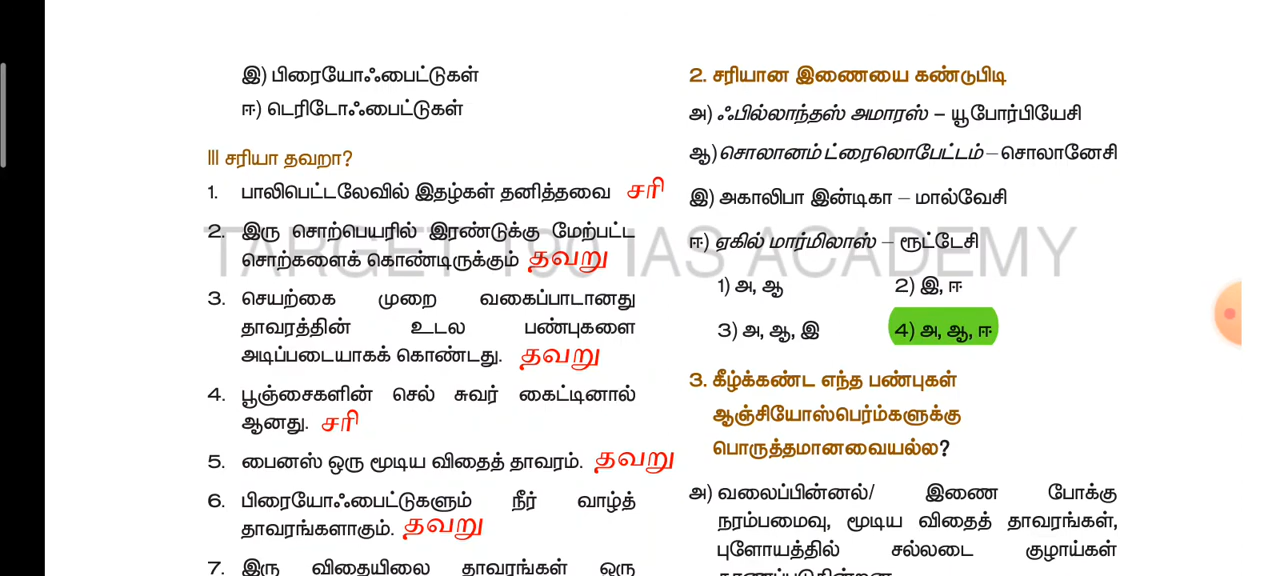 இ) பிரையோஃபைட்டுகள்
ஈ) டெரிடோஃபைட்டுகள்
III சரியா தவறா?
1. பாலிபெட்டலேவில் இதழ்கள் தனித்தவை சரி
2. இரு சொற்பெயரில் இரண்டுக்கு மேற்பட்ட
சொற்களைக் கொண்டிருக்கும் தவறு
3. செயற்கை முறை வகைப்பாடானது
தாவரத்தின் உடல பண்புகளை
அடிப்படையாகக் கொண்டது. தவறு
4. பூஞ்சைகளின் செல் சுவர் கைட்டினால்
ஆனது. சரி
5. பைனஸ் ஒரு மூடிய விதைத் தாவரம். தவறு
6. பிரையோஃபைட்டுகளும் நீர் வாழ்த்
தாவரங்களாகும். தவறு
7. இரு விதையிலை தாவரங்கள் ஒரு
2. சரியான இணையை கண்டுபிடி
அ) ஃபில்லாந்தஸ் அமாரஸ் – யூபோர்பியேசி
ஆ) சொலானம் ட்ரைலொபேட்டம் – சொலானேசி
இ) அகாலிபா இன்டிகா – மால்வேசி
ஈ) ஏகில் மார்மிலாஸ் – ரூட்டேசி
1) அ, ஆ 2) இ, ஈ
3) அ, ஆ, இ 4) அ, ஆ, ஈ
3. கீழ்க்கண்ட எந்த பண்புகள்
ஆஞ்சியோஸ்பெர்ம்களுக்கு
பொருத்தமானவையல்ல?
அ) வலைப்பின்னல்/ இணை போக்கு
நரம்பமைவு, மூடிய விதைத் தாவரங்கள்,
புளோயத்தில் சல்லடை குழாய்கள்
காணப்படுகின்றன
TARGET 190 IAS ACADEMY